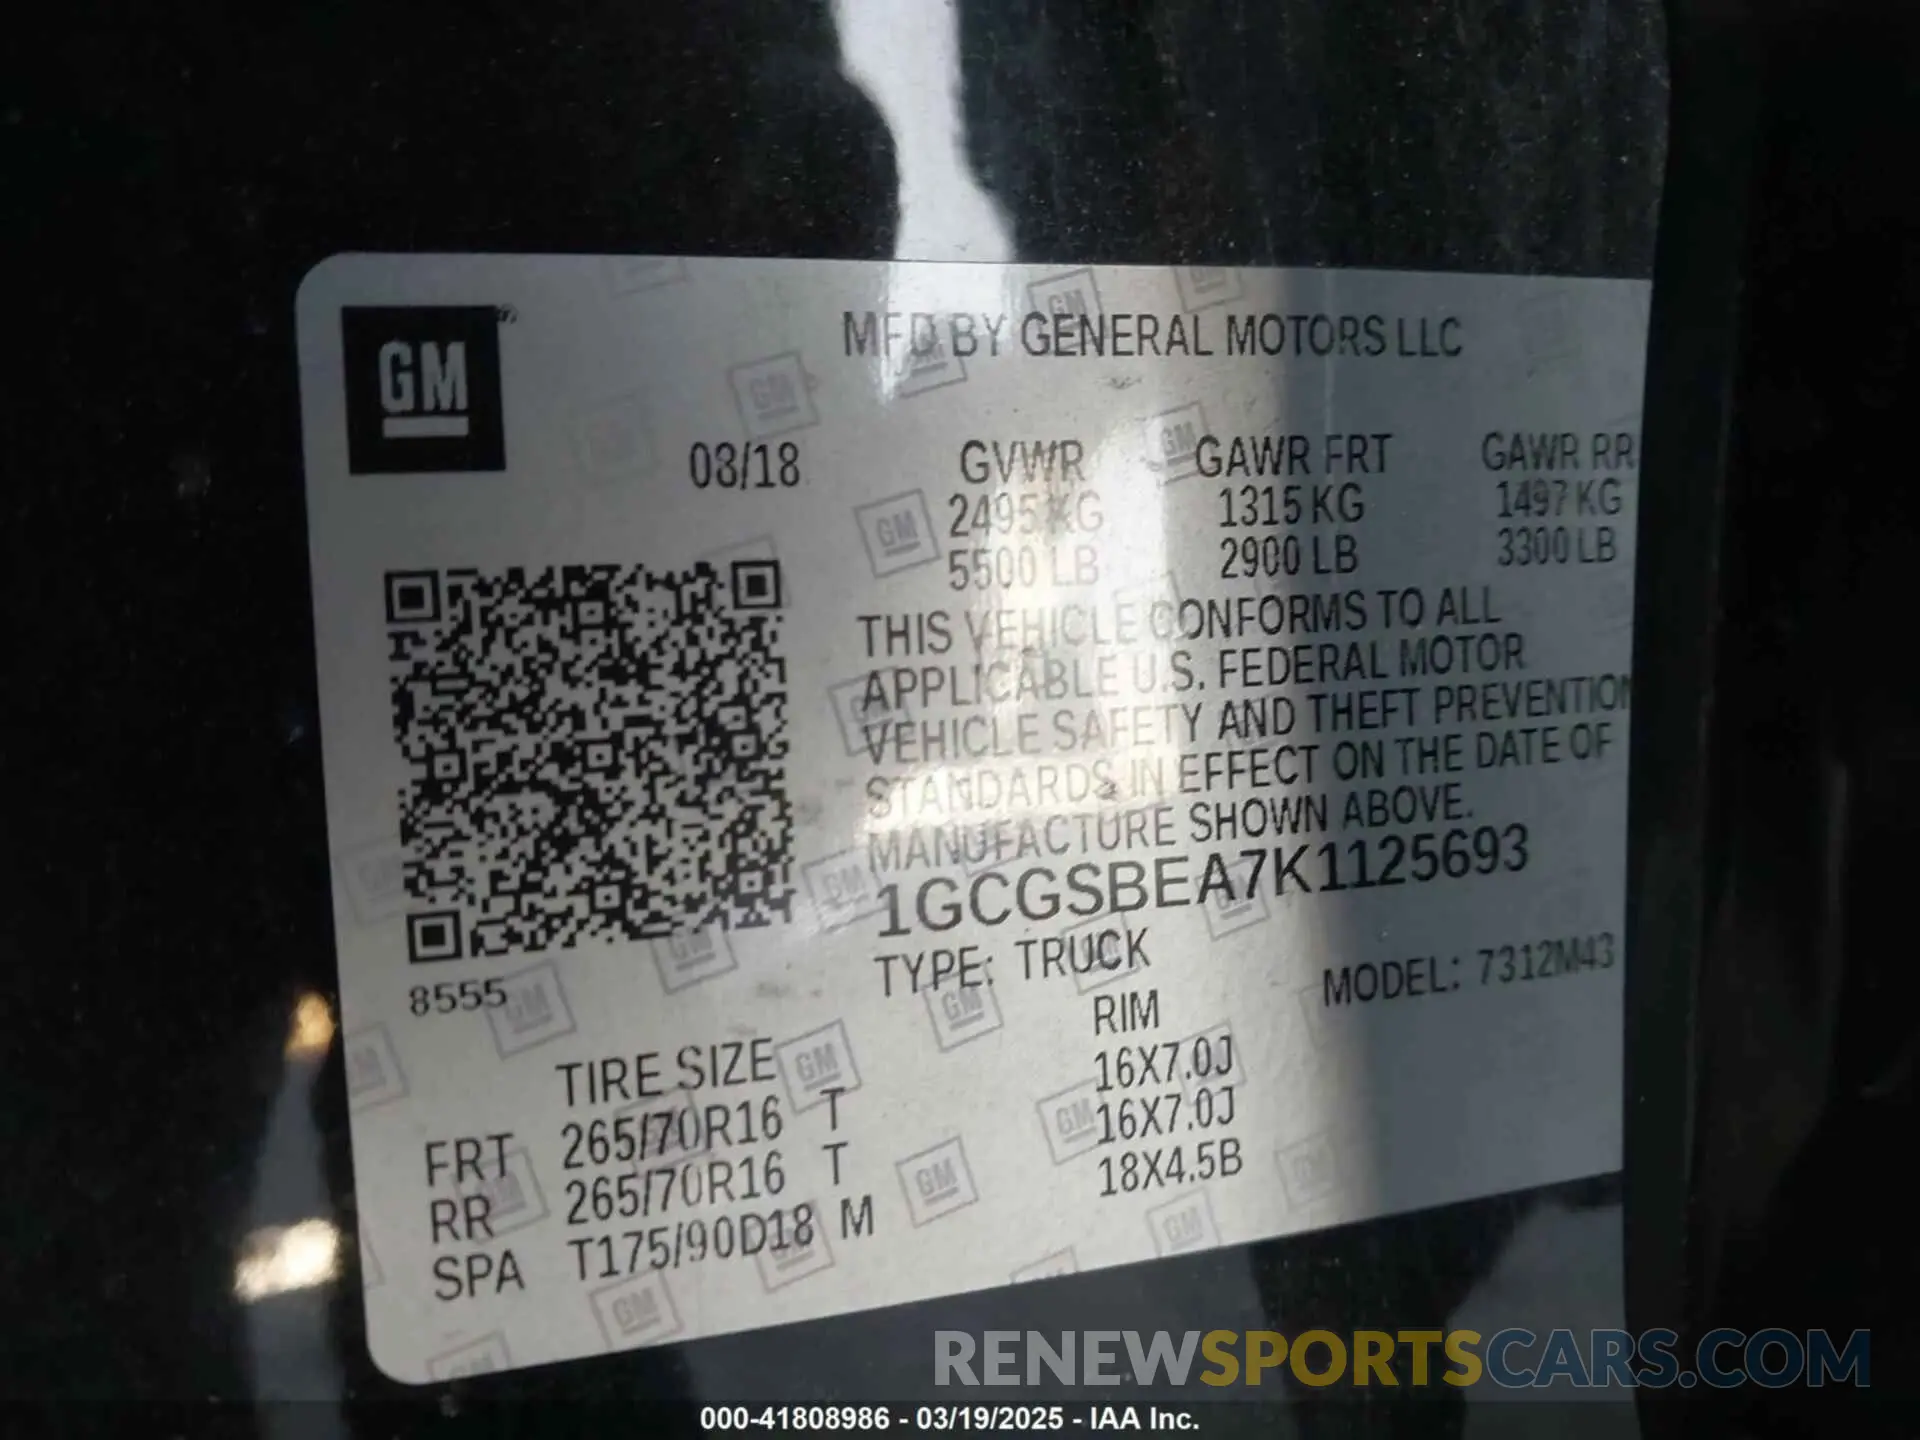 GM
MFD BY GENERAL MOTORS LLC
08/18 GVWR GAWR FRT GAWR RR
2495 KG 1315 KG 1497 KG
5500 LB 2900 LB 3300 LB
THIS VEHICLE CONFORMS TO ALL
APPLICABLE U.S. FEDERAL MOTOR
VEHICLE SAFETY AND THEFT PREVENTION
STANDARDS IN EFFECT ON THE DATE OF
MANUFACTURE SHOWN ABOVE.
1GCGSBEA7K1125693
8555 TYPE: TRUCK MODEL: 7312M43
TIRE SIZE RIM
FRT 265/70R16 T 16X7.0J
RR 265/70R16 T 16X7.0J
SPA T175/90D18 M 18X4.5B
RENEWSPORTSCARS.COM
000-41808986 - 03/19/2025 - IAA Inc.